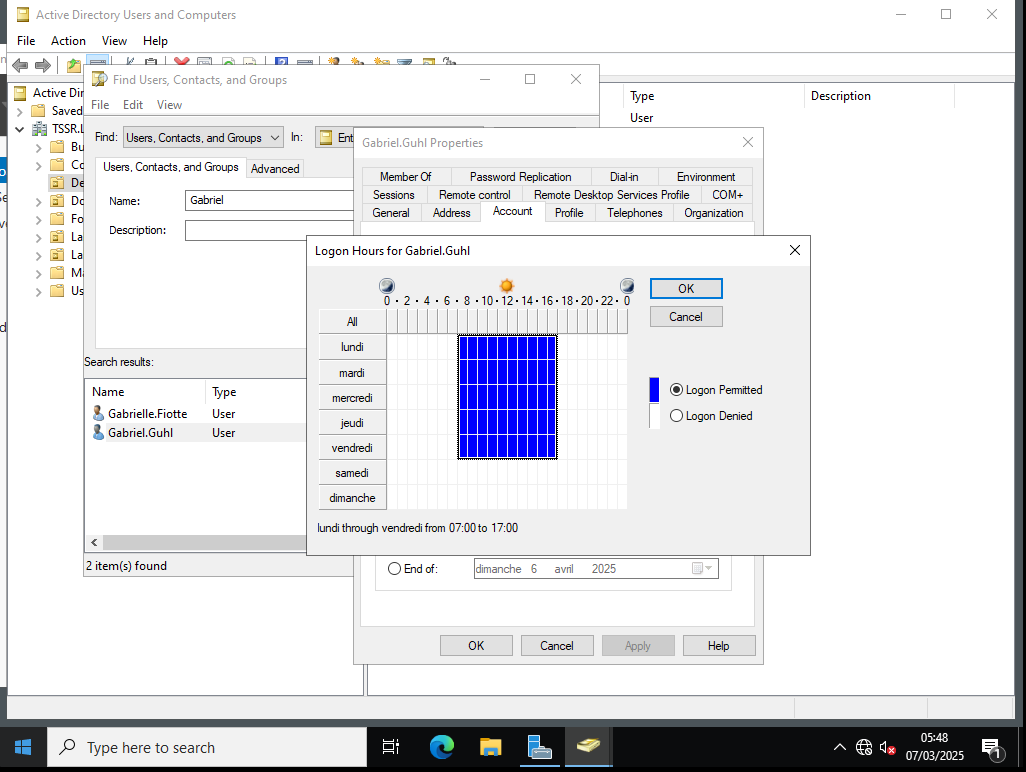 Active Directory Users and Computers
File Action View Help
Find Users, Contacts, and Groups
File Edit View
Find: Users, Contacts, and Groups In: Ent
Users, Contacts, and Groups Advanced
Name: Gabriel
Description:
Search results:
Name Type
Gabrielle.Fiotte User
Gabriel.Guhl User
2 item(s) found
Active Dir
Saved
TSSR.L
Bu
Co
De
Do
Fo
La
La
Ma
Us
Type Description
User
Gabriel.Guhl Properties
Member Of Password Replication Dial-in Environment
Sessions Remote control Remote Desktop Services Profile COM+
General Address Account Profile Telephones Organization
Logon Hours for Gabriel.Guhl
0 · 2 · 4 · 6 · 8 · 10 · 12 · 14 · 16 · 18 · 20 · 22 · 0
All
lundi
mardi
mercredi
jeudi
vendredi
samedi
dimanche
OK
Cancel
Logon Permitted
Logon Denied
lundi through vendredi from 07:00 to 17:00
End of: dimanche 6 avril 2025
OK Cancel Apply Help
Type here to search
05:48
07/03/2025
1